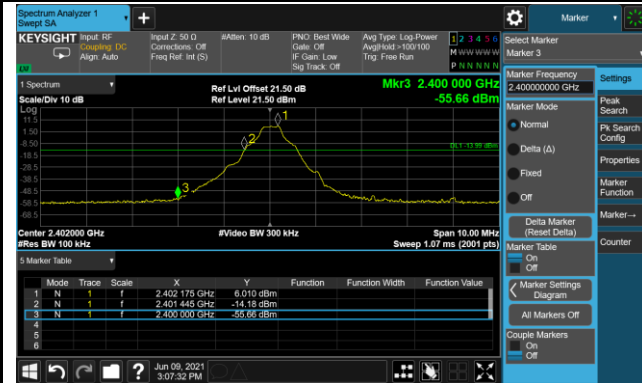 Spectrum Analyzer 1
Swept SA
+
Marker
KEYSIGHT Input: RF Input Z: 50 Ω #Atten: 10 dB PNO: Best Wide Avg Type: Log-Power 1 2 3 4 5 6
Coupling: DC Corrections: Off Gate: Off Avg|Hold:>100/100 M W W W W W
Align: Auto Freq Ref: Int (S) IF Gain: Low Trig: Free Run
Sig Track: Off P N N N N N
Select Marker
Marker 3
1 Spectrum
Scale/Div 10 dB
Ref Lvl Offset 21.50 dB
Ref Level 21.50 dBm
Mkr3 2.400 000 GHz
-55.66 dBm
Log
11.5
1.50
-8.50
-18.5
-28.5
-38.5
-48.5
-58.5
-68.5
1
2
3
DL1 -13.99 dBm
Center 2.402000 GHz #Video BW 300 kHz Span 10.00 MHz
#Res BW 100 kHz Sweep 1.07 ms (2001 pts)
5 Marker Table
Mode Trace Scale X Y Function Function Width Function Value
1 N 1 f 2.402 175 GHz 6.010 dBm
2 N 1 f 2.401 445 GHz -14.18 dBm
3 N 1 f 2.400 000 GHz -55.66 dBm
4
5
6
Marker Frequency
2.400000000 GHz
Marker Mode
Normal
Delta (Δ)
Fixed
Off
Delta Marker
(Reset Delta)
Marker Table
On
Off
Marker Settings
Diagram
All Markers Off
Couple Markers
On
Off
Settings
Peak
Search
Pk Search
Config
Properties
Marker
Function
Marker→
Counter
?
Jun 09, 2021
3:07:32 PM